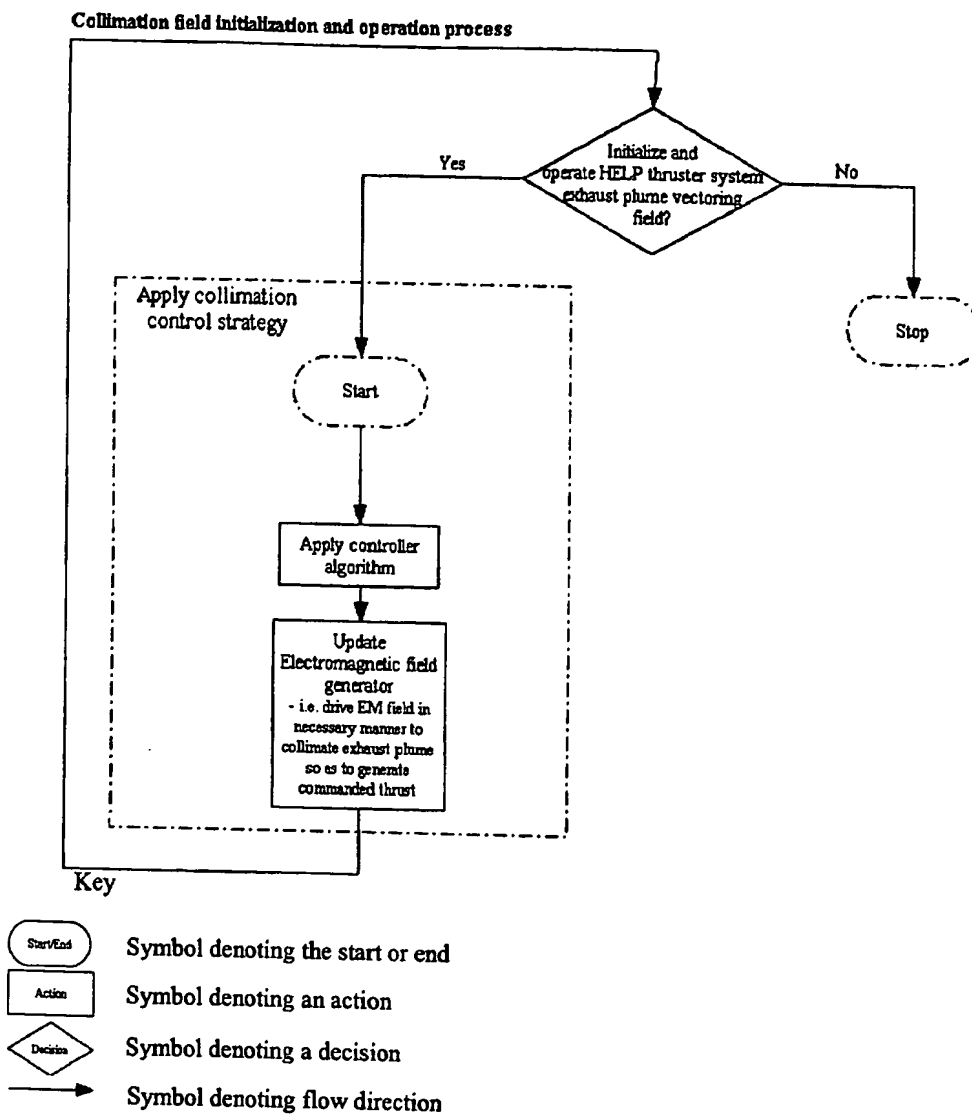 Collimation field initialization and operation process
Initialize and
operate HELP thruster system
exhaust plume vectoring
field?
Yes
No
Stop
Apply collimation
control strategy
Start
Apply controller
algorithm
Update
Electromagnetic field
generator
- i.e. drive EM field in
necessary manner to
collimate exhaust plume
so as to generate
commanded thrust
Key
Start/End
Symbol denoting the start or end
Action
Symbol denoting an action
Decision
Symbol denoting a decision
Symbol denoting flow direction